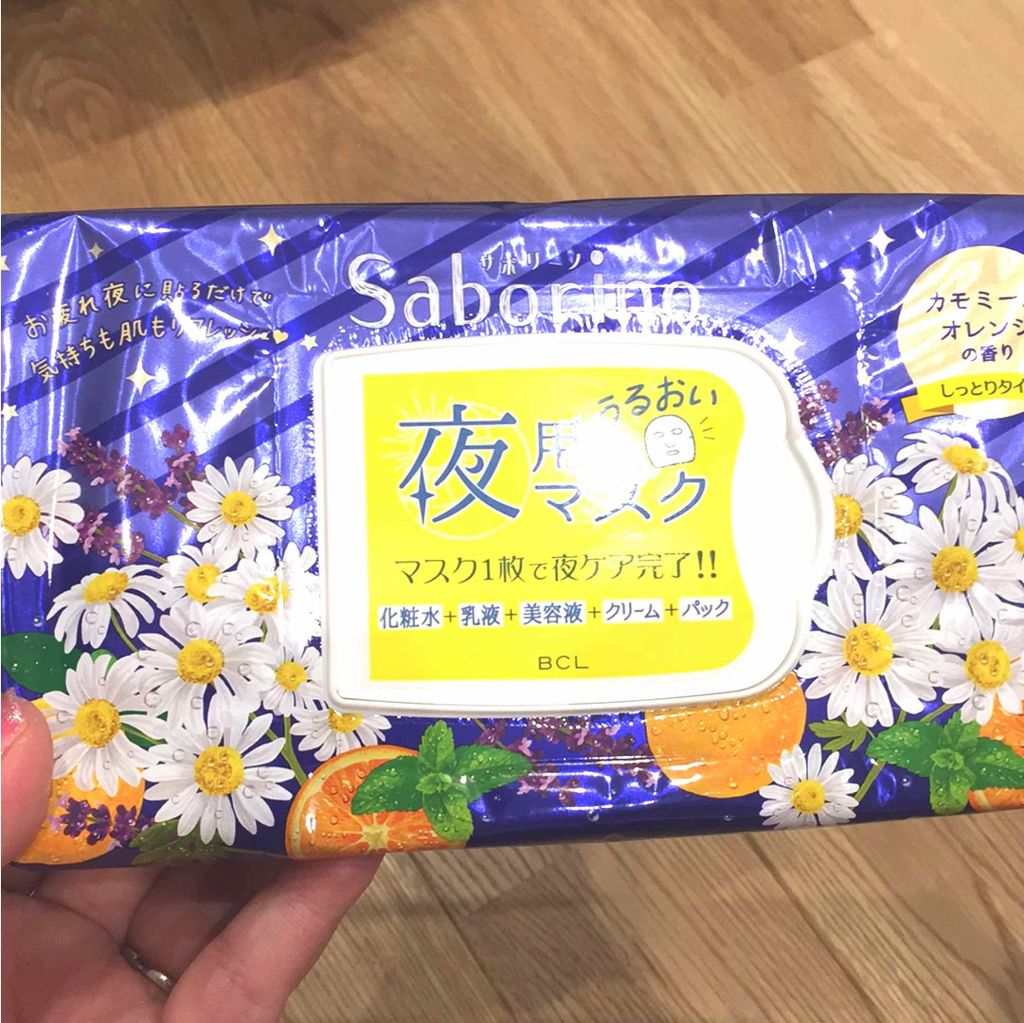 サボリーノ
Saborino
お疲れ夜に貼るだけで
気持ちも肌もリフレッシュ
カモミー
オレンジ
の香り
しっとりタイ
うるおい
夜用
マスク
マスク1枚で夜ケア完了!!
化粧水+乳液+美容液+クリーム+パック
BCL